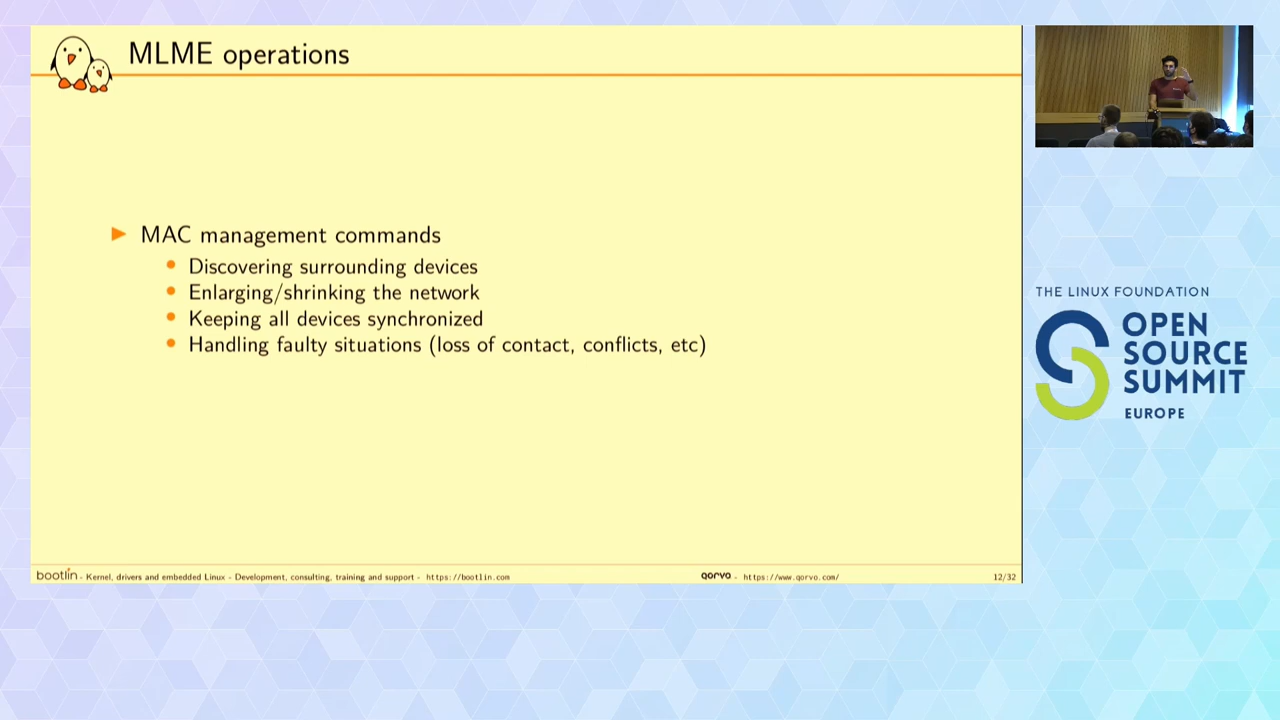 MLME operations
MAC management commands
Discovering surrounding devices
Enlarging/shrinking the network
Keeping all devices synchronized
Handling faulty situations (loss of contact, conflicts, etc)
bootlin - Kernel, drivers and embedded Linux - Development, consulting, training and support - https://bootlin.com
qorvo - https://www.qorvo.com/
12/32
THE LINUX FOUNDATION
OPEN
SOURCE
SUMMIT
EUROPE